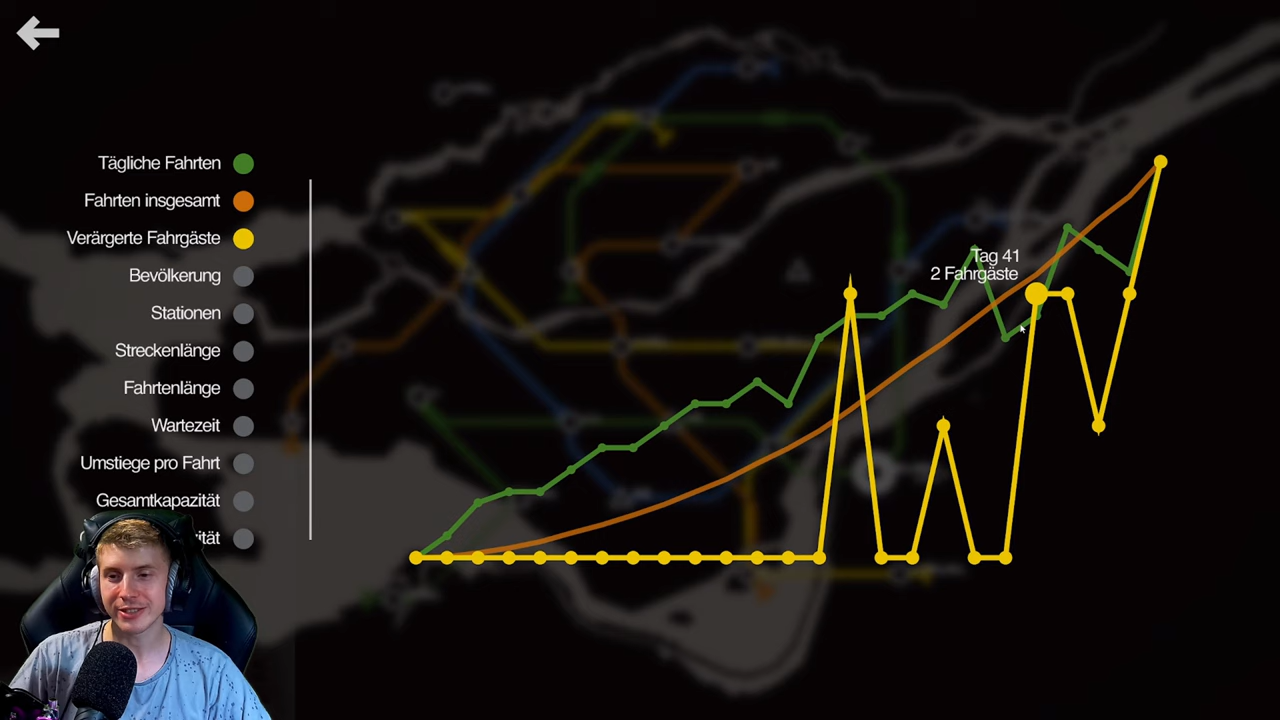 Tägliche Fahrten
Fahrten insgesamt
Verärgerte Fahrgäste
Bevölkerung
Stationen
Streckenlänge
Fahrtenlänge
Wartezeit
Umstiege pro Fahrt
Gesamtkapazität
Tag 41
2 Fahrgäste